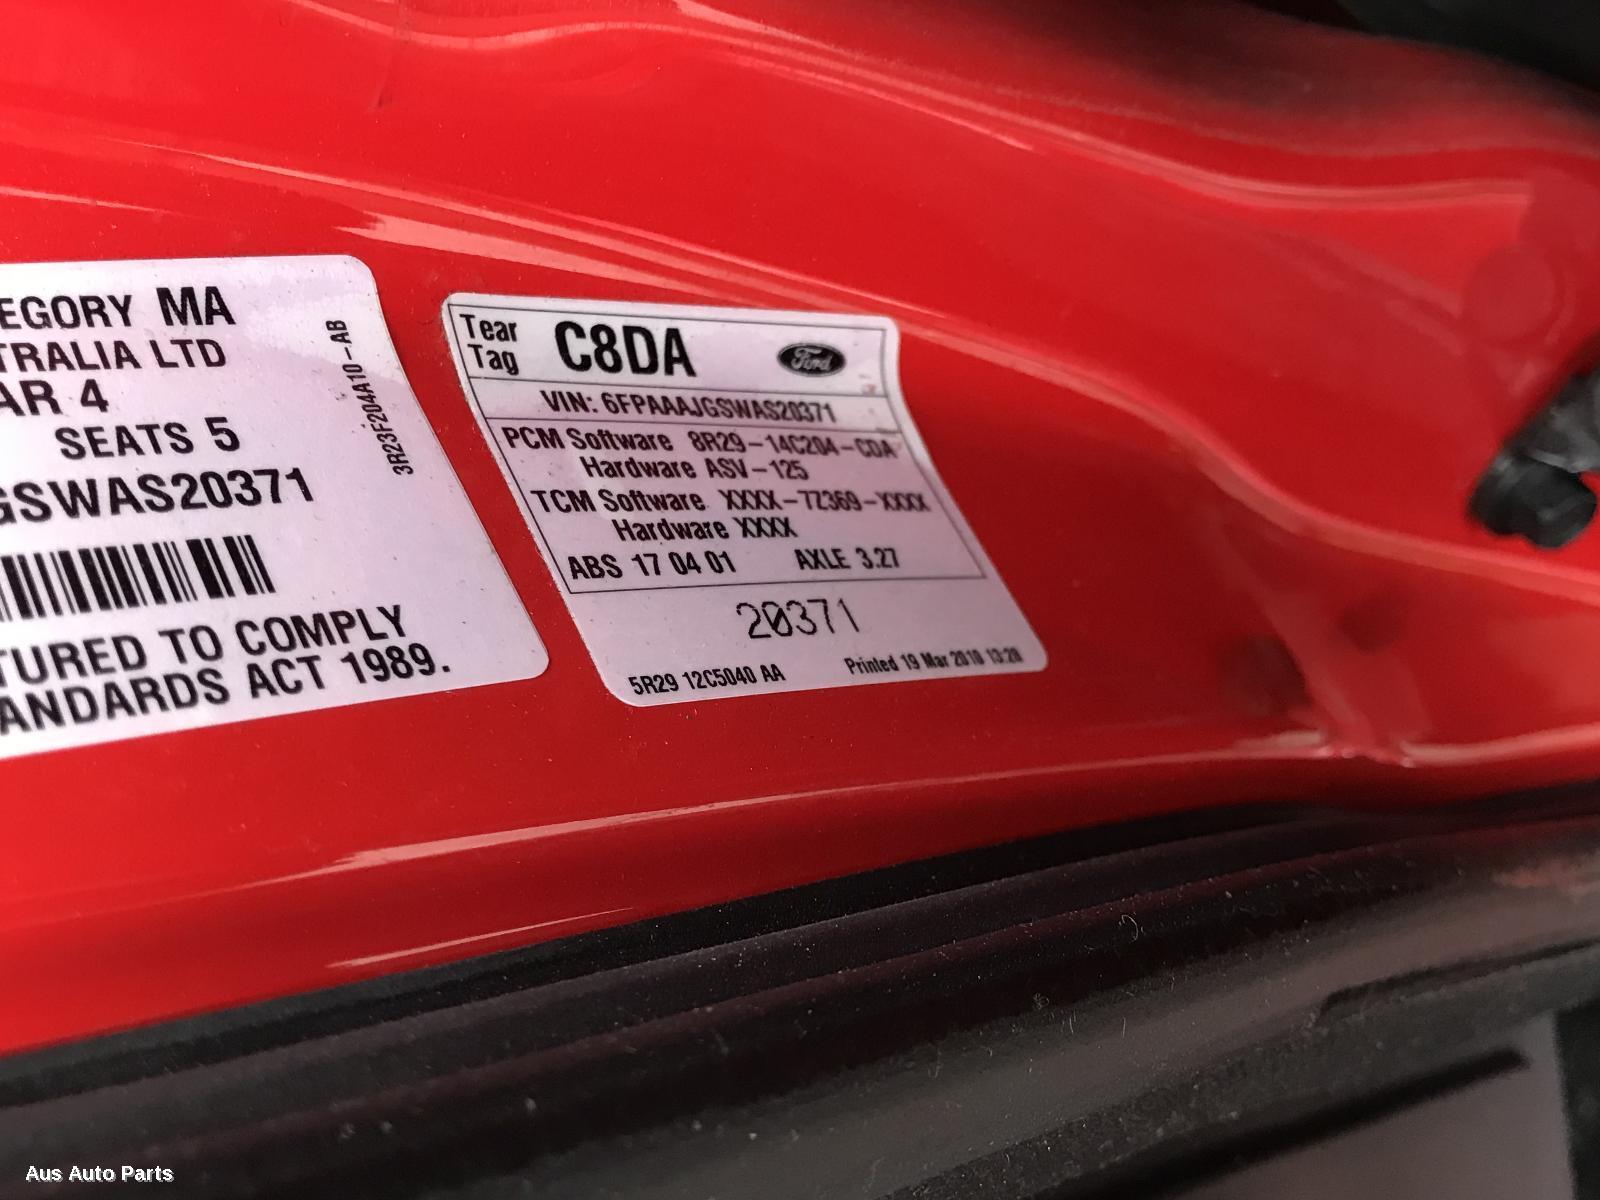 EGORY MA
TRALIA LTD
AR 4
SEATS 5
GSWAS20371
TURED TO COMPLY
ANDARDS ACT 1989.
3R23F204A10-AB
Tear Tag C8DA
Ford
VIN: 6FPAAAJGSWAS20371
PCM Software 8R29-14C204-CDA
Hardware ASV-125
TCM Software XXXX-7Z369-XXXX
Hardware XXXX
ABS 17 04 01 AXLE 3.27
20371
5R29 12C5040 AA Printed 19 Mar 2010 13:20
Aus Auto Parts